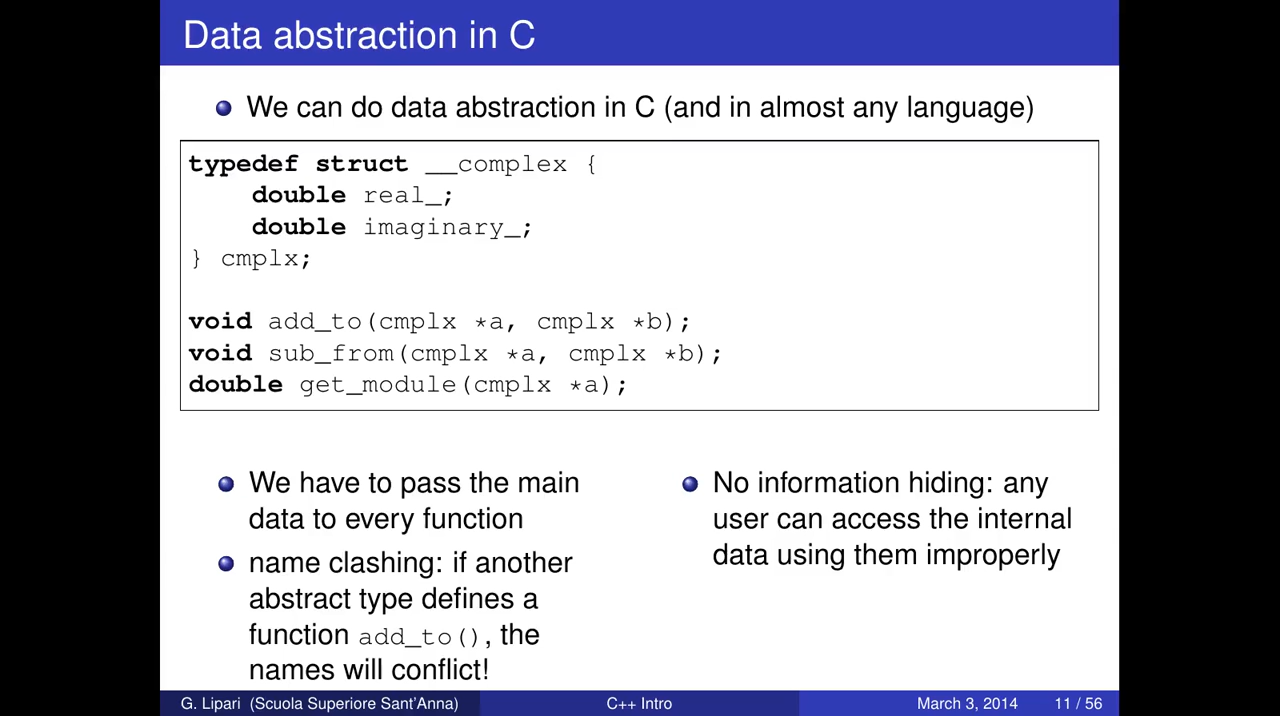 Data abstraction in C
We can do data abstraction in C (and in almost any language)
typedef struct __complex {
    double real_;
    double imaginary_;
} cmplx;
void add_to(cmplx *a, cmplx *b);
void sub_from(cmplx *a, cmplx *b);
double get_module(cmplx *a);
We have to pass the main
data to every function
name clashing: if another
abstract type defines a
function add_to(), the
names will conflict!
No information hiding: any
user can access the internal
data using them improperly
G. Lipari (Scuola Superiore Sant'Anna) C++ Intro March 3, 2014 11 / 56